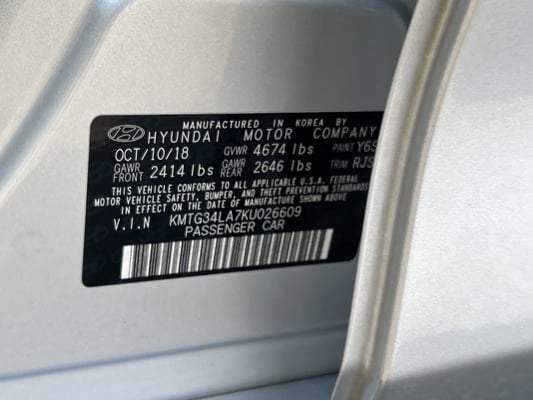 MANUFACTURED IN KOREA BY
HYUNDAI MOTOR COMPANY
OCT/10/18 GVWR 4674 lbs PAINT Y6S
GAWR FRONT 2414 lbs GAWR REAR 2646 lbs TRIM RJS
THIS VEHICLE CONFORMS TO ALL APPLICABLE U.S.A. FEDERAL
MOTOR VEHICLE SAFETY, BUMPER, AND THEFT PREVENTION STANDARDS
IN EFFECT ON THE DATE OF MANUFACTURE SHOWN ABOVE.
V.I.N KMTG34LA7KU026609
PASSENGER CAR